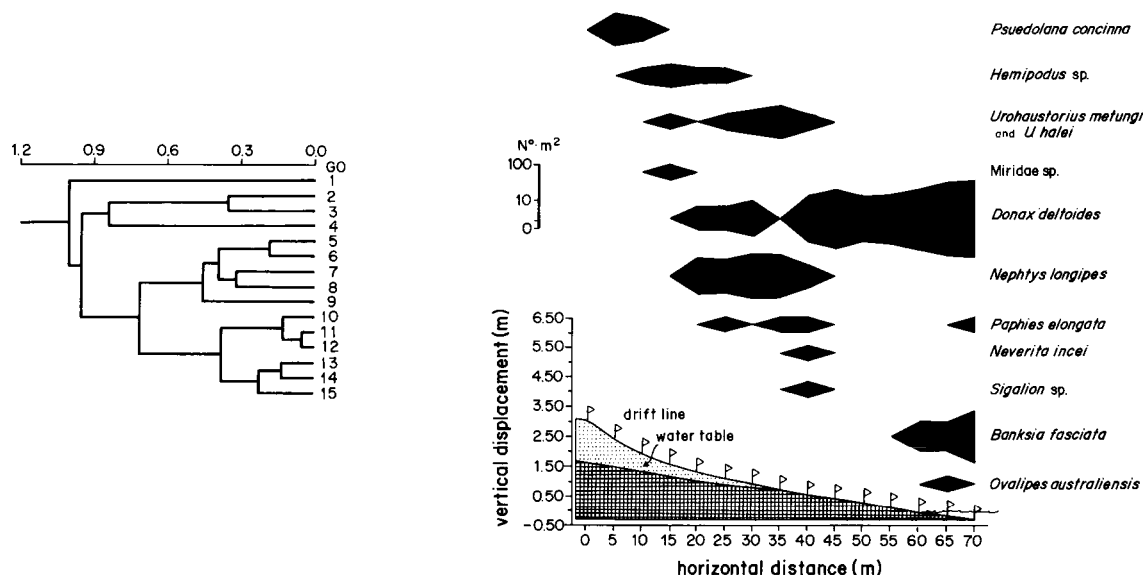 1.2 0.9 0.6 0.3 0.0
GO
1
2
3
4
5
6
7
8
9
10
11
12
13
14
15
Psuedolana concinna
Hemipodus sp.
Urohaustorius metungi
and U halei
Miridae sp.
Donax deltoides
Nephtys longipes
Paphies elongata
Neverita incei
Sigalion sp.
Banksia fasciata
Ovalipes australiensis
N°· m²
100
10
0
vertical displacement (m)
6.50
5.50
4.50
3.50
2.50
1.50
0.50
-0.50
drift line
water table
0 5 10 15 20 25 30 35 40 45 50 55 60 65 70
horizontal distance (m)